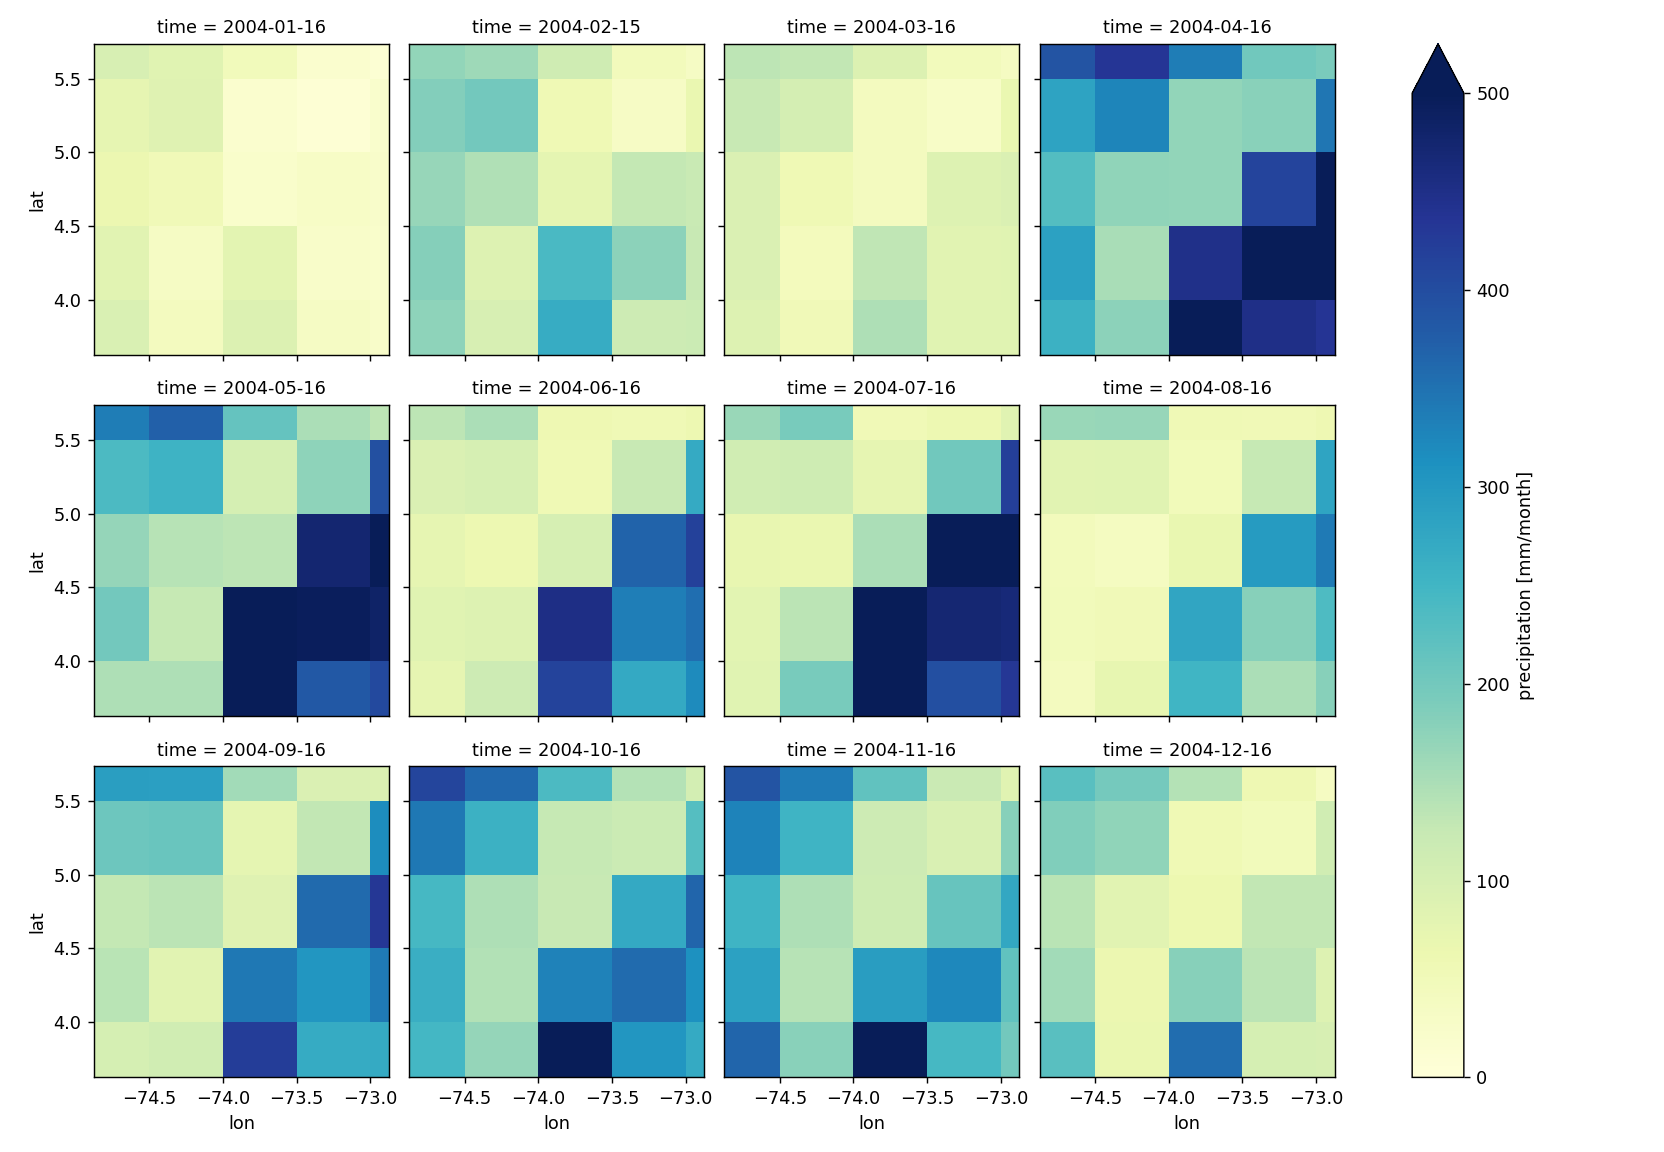 time = 2004-01-16 time = 2004-02-15 time = 2004-03-16 time = 2004-04-16
5.5
5.0
4.5
4.0
lat
time = 2004-05-16 time = 2004-06-16 time = 2004-07-16 time = 2004-08-16
5.5
5.0
4.5
4.0
lat
time = 2004-09-16 time = 2004-10-16 time = 2004-11-16 time = 2004-12-16
5.5
5.0
4.5
4.0
lat
−74.5 −74.0 −73.5 −73.0 −74.5 −74.0 −73.5 −73.0 −74.5 −74.0 −73.5 −73.0 −74.5 −74.0 −73.5 −73.0
lon lon lon lon
500
400
300
200
100
0
precipitation [mm/month]